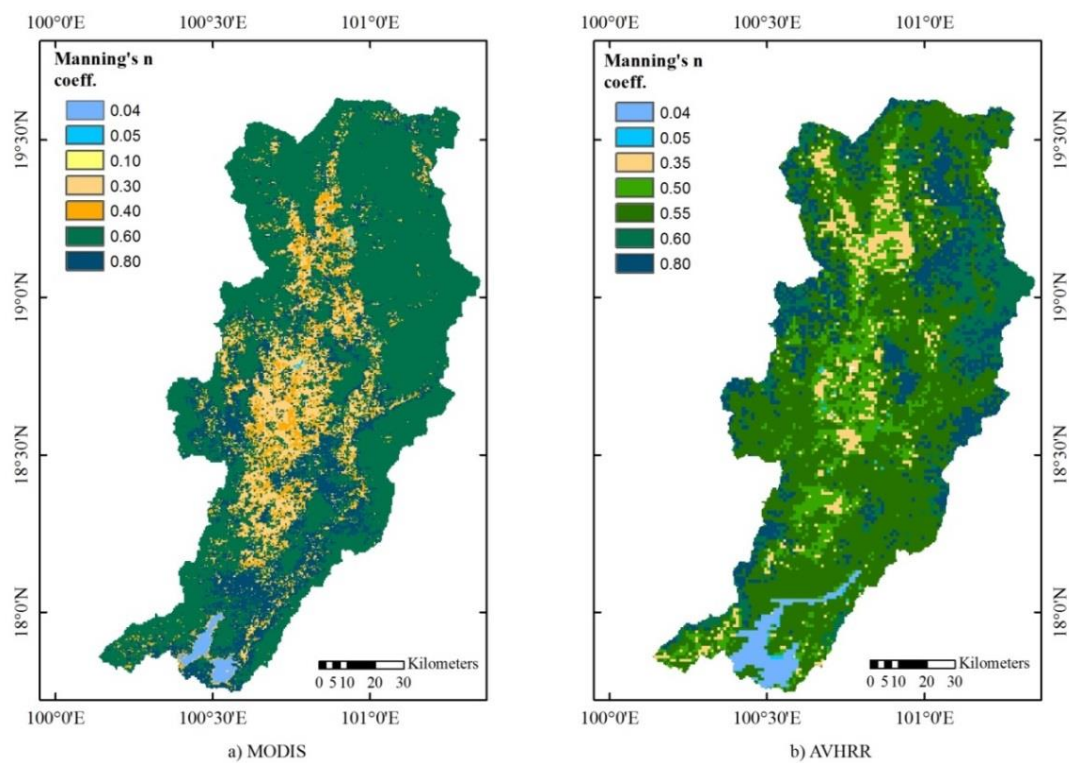 100°0'E 100°30'E 101°0'E
100°0'E 100°30'E 101°0'E
Manning's n
coeff.
0.04
0.05
0.10
0.30
0.40
0.60
0.80
Manning's n
coeff.
0.04
0.05
0.35
0.50
0.55
0.60
0.80
19°30'N
19°0'N
18°30'N
18°0'N
19°30'N
19°0'N
18°30'N
18°0'N
Kilometers
0 5 10 20 30
Kilometers
0 5 10 20 30
100°0'E 100°30'E 101°0'E
100°0'E 100°30'E 101°0'E
a) MODIS
b) AVHRR